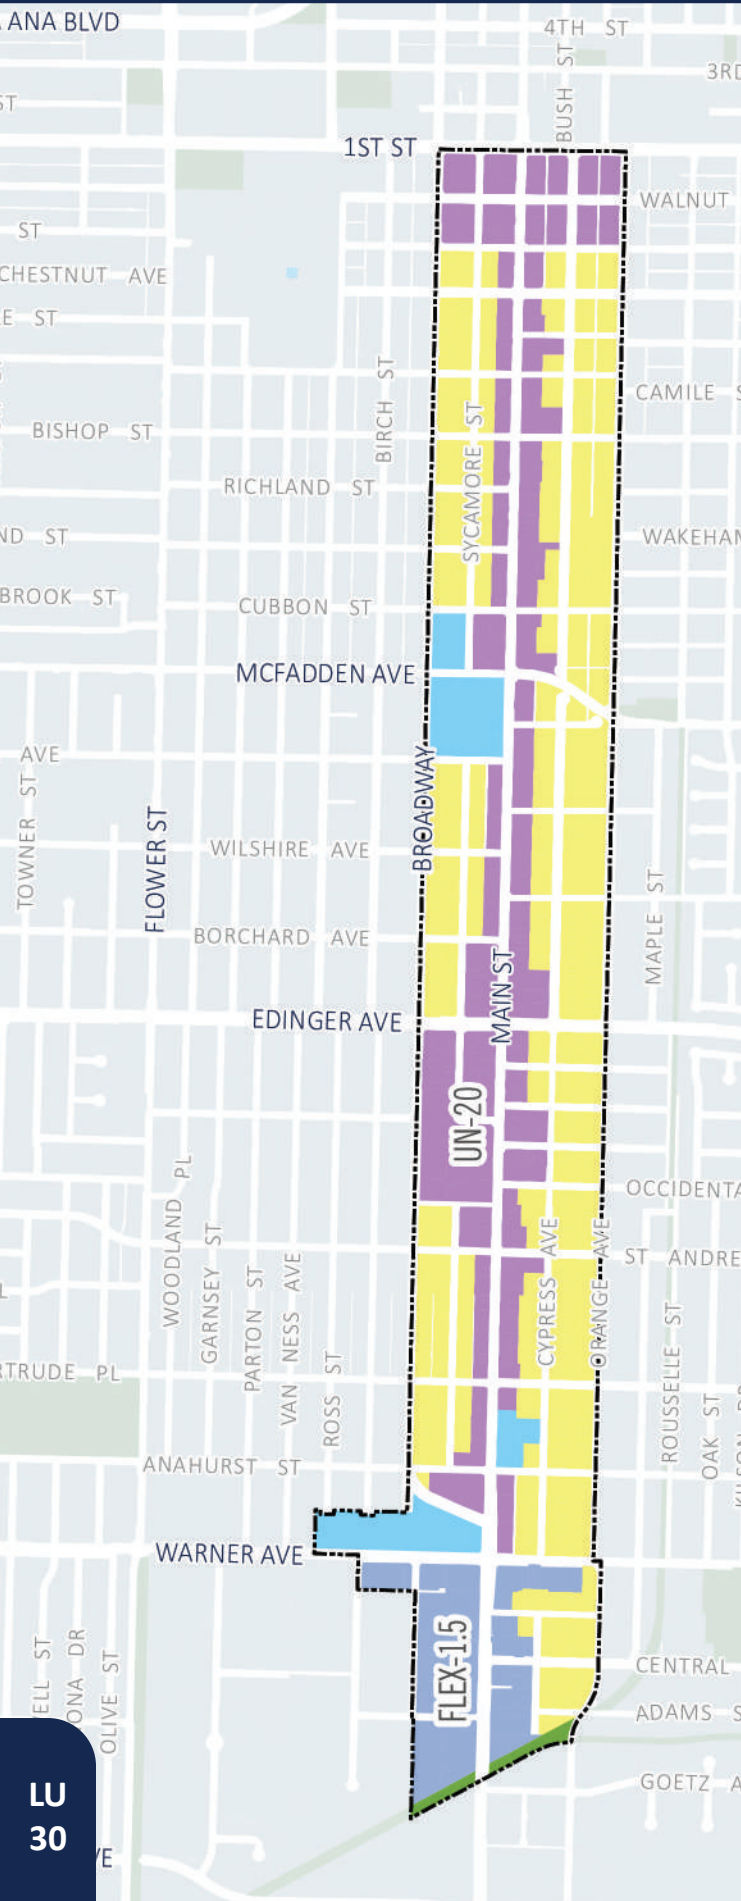 ANA BLVD
4TH ST
3RD
ST
BUSH ST
1ST ST
WALNUT
ST
CHESTNUT AVE
E ST
BIRCH ST
CAMILE S
BISHOP ST
SYCAMORE ST
RICHLAND ST
ND ST
WAKEHAM
BROOK ST
CUBBON ST
MCFADDEN AVE
AVE
TOWNER ST
FLOWER ST
BROADWAY
WILSHIRE AVE
MAPLE ST
BORCHARD AVE
MAIN ST
EDINGER AVE
UN-20
WOODLAND PL
OCCIDENTA
GARNSEY ST
CYPRESS AVE
ORANGE AVE
ST ANDRE
PARTON ST
VAN NESS AVE
ROSS ST
ROUSSELLE ST
RTRUDE PL
OAK ST
ANAHURST ST
WARNER AVE
FLEX-1.5
ELL ST
ONA DR
OLIVE ST
CENTRAL
ADAMS S
GOETZ A
LU
30
VE